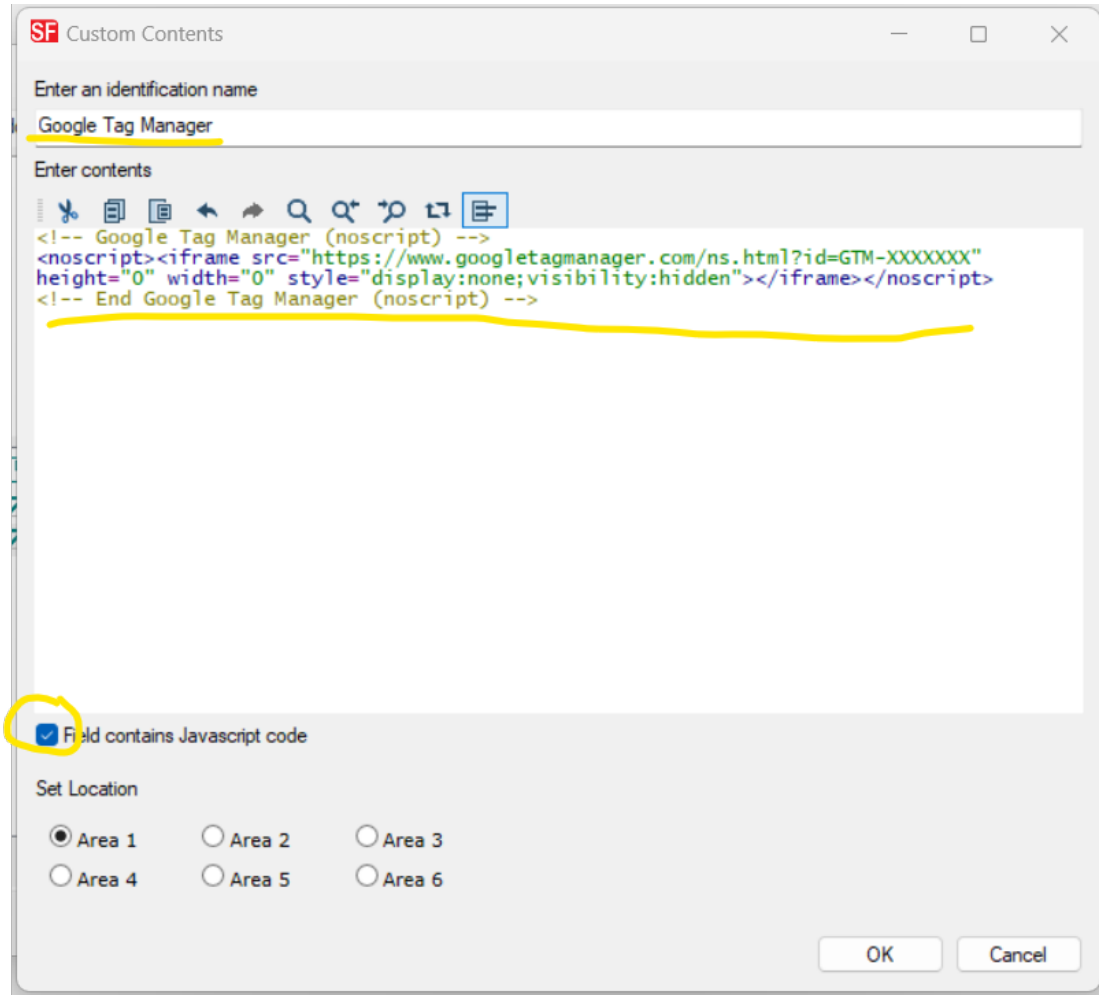 SF Custom Contents
Enter an identification name
Google Tag Manager
Enter contents
<!-- Google Tag Manager (noscript) -->
<noscript><iframe src="https://www.googletagmanager.com/ns.html?id=GTM-XXXXXXX"
height="0" width="0" style="display:none;visibility:hidden"></iframe></noscript>
<!-- End Google Tag Manager (noscript) -->
Field contains Javascript code
Set Location
Area 1 Area 2 Area 3
Area 4 Area 5 Area 6
OK Cancel